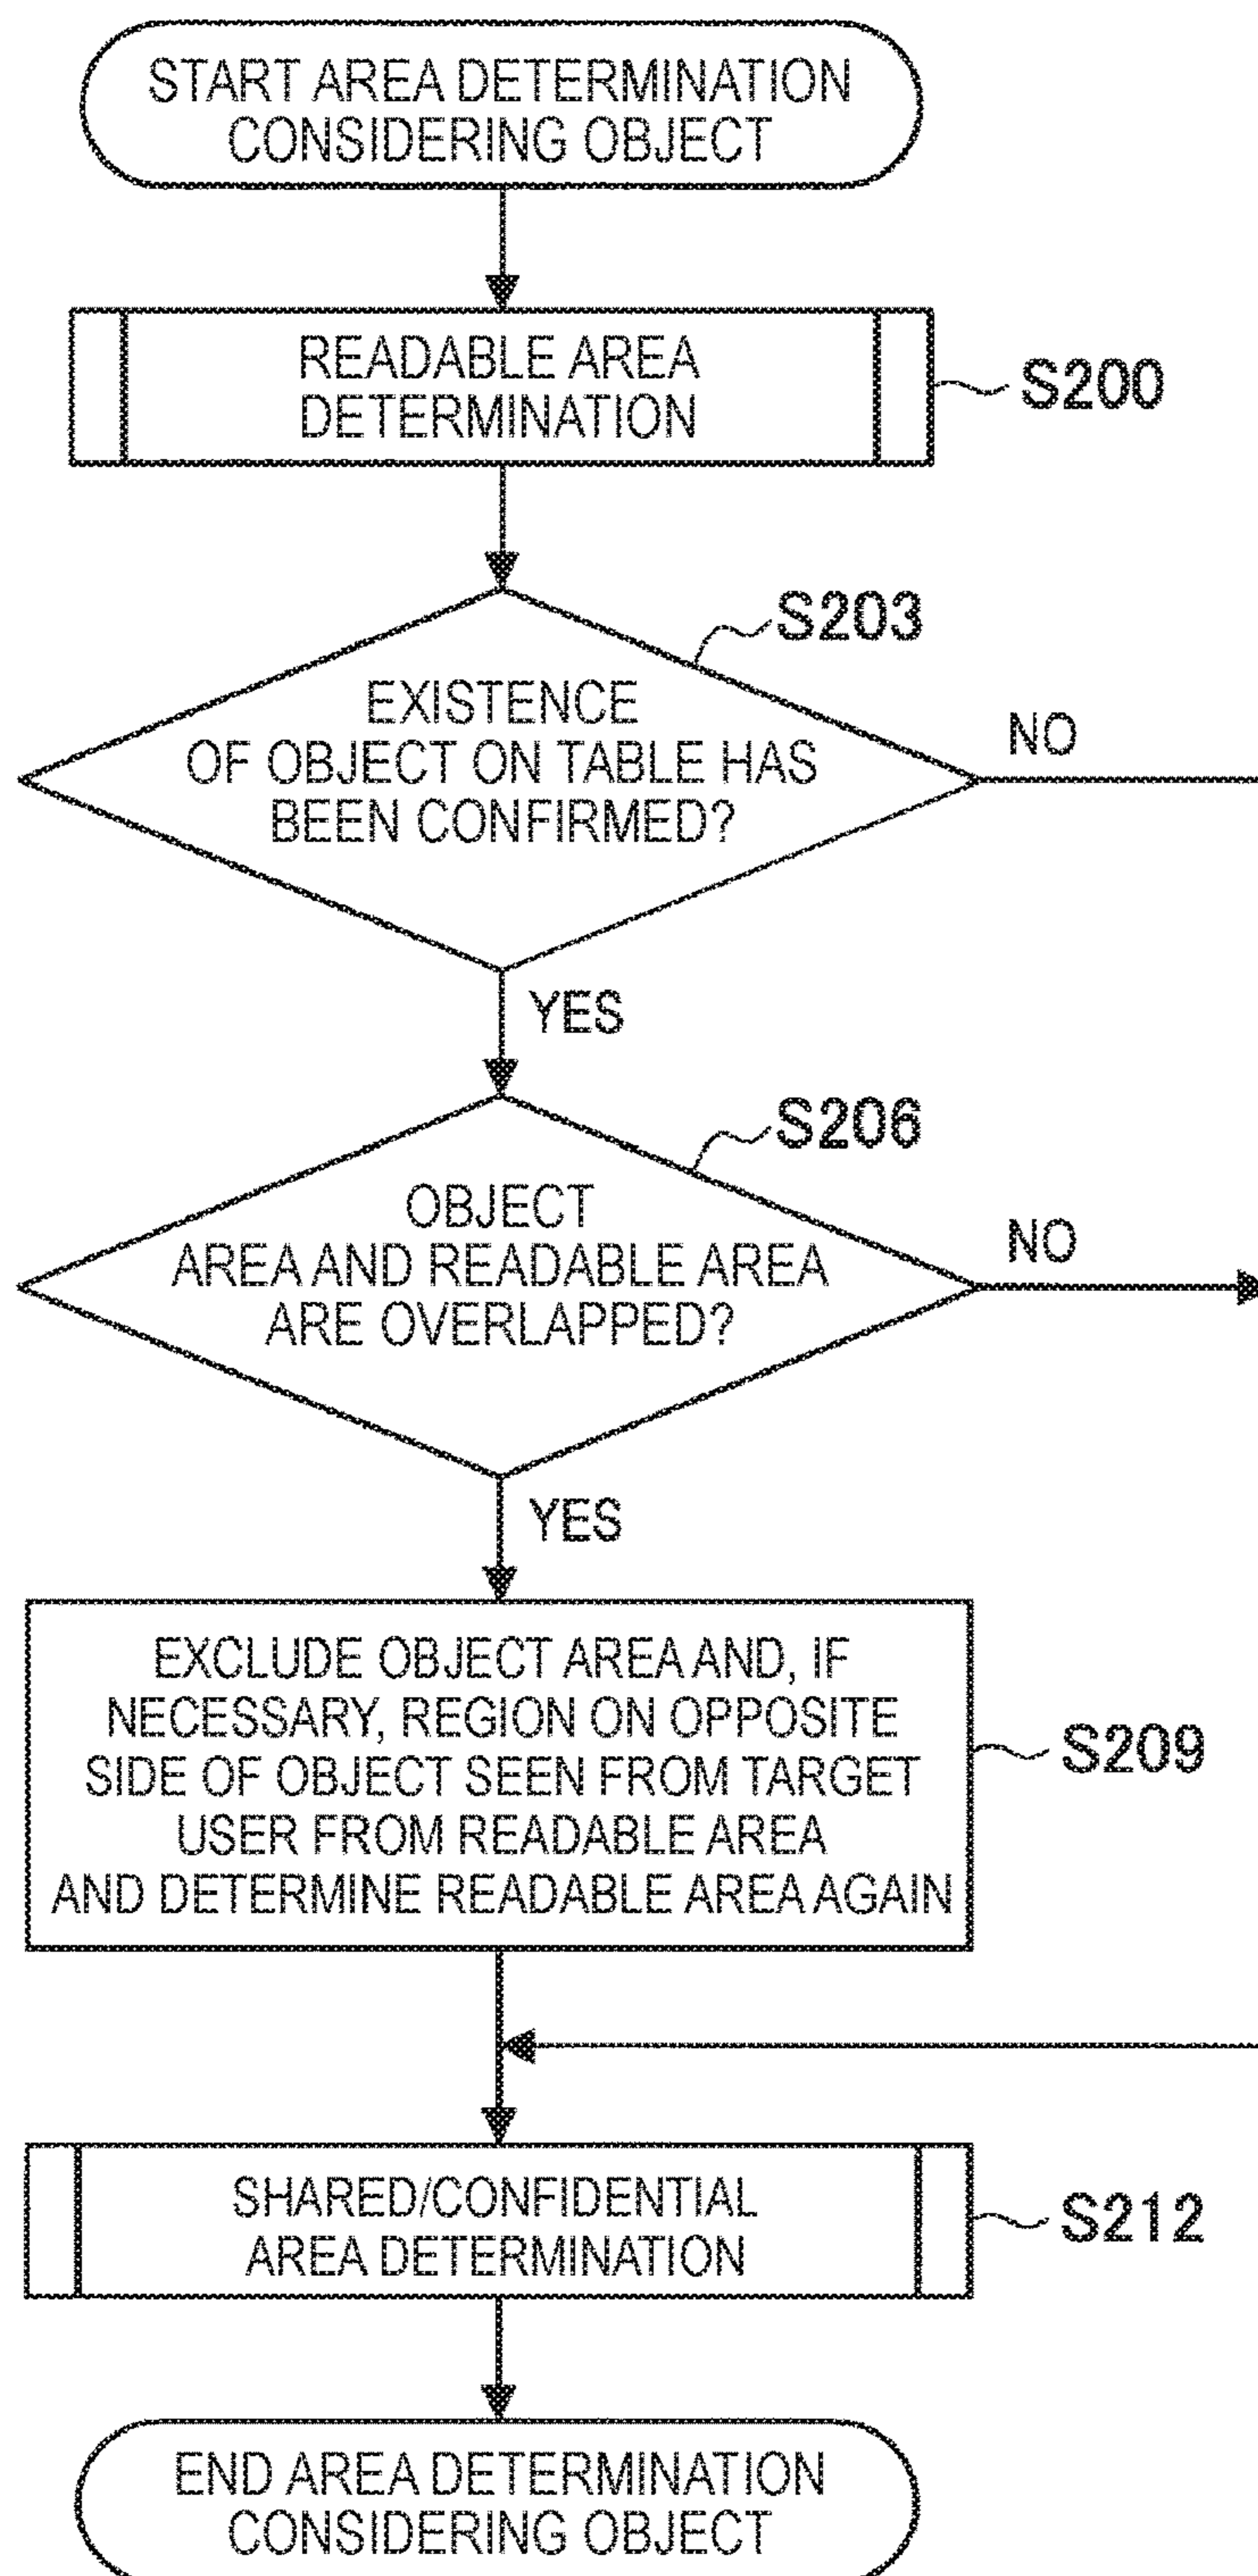 START AREA DETERMINATION
CONSIDERING OBJECT
READABLE AREA
DETERMINATION
S200
S203
EXISTENCE
OF OBJECT ON TABLE HAS
BEEN CONFIRMED?
NO
YES
S206
OBJECT
AREA AND READABLE AREA
ARE OVERLAPPED?
NO
YES
EXCLUDE OBJECT AREA AND, IF
NECESSARY, REGION ON OPPOSITE
SIDE OF OBJECT SEEN FROM TARGET
USER FROM READABLE AREA
AND DETERMINE READABLE AREA AGAIN
S209
SHARED/CONFIDENTIAL
AREA DETERMINATION
S212
END AREA DETERMINATION
CONSIDERING OBJECT